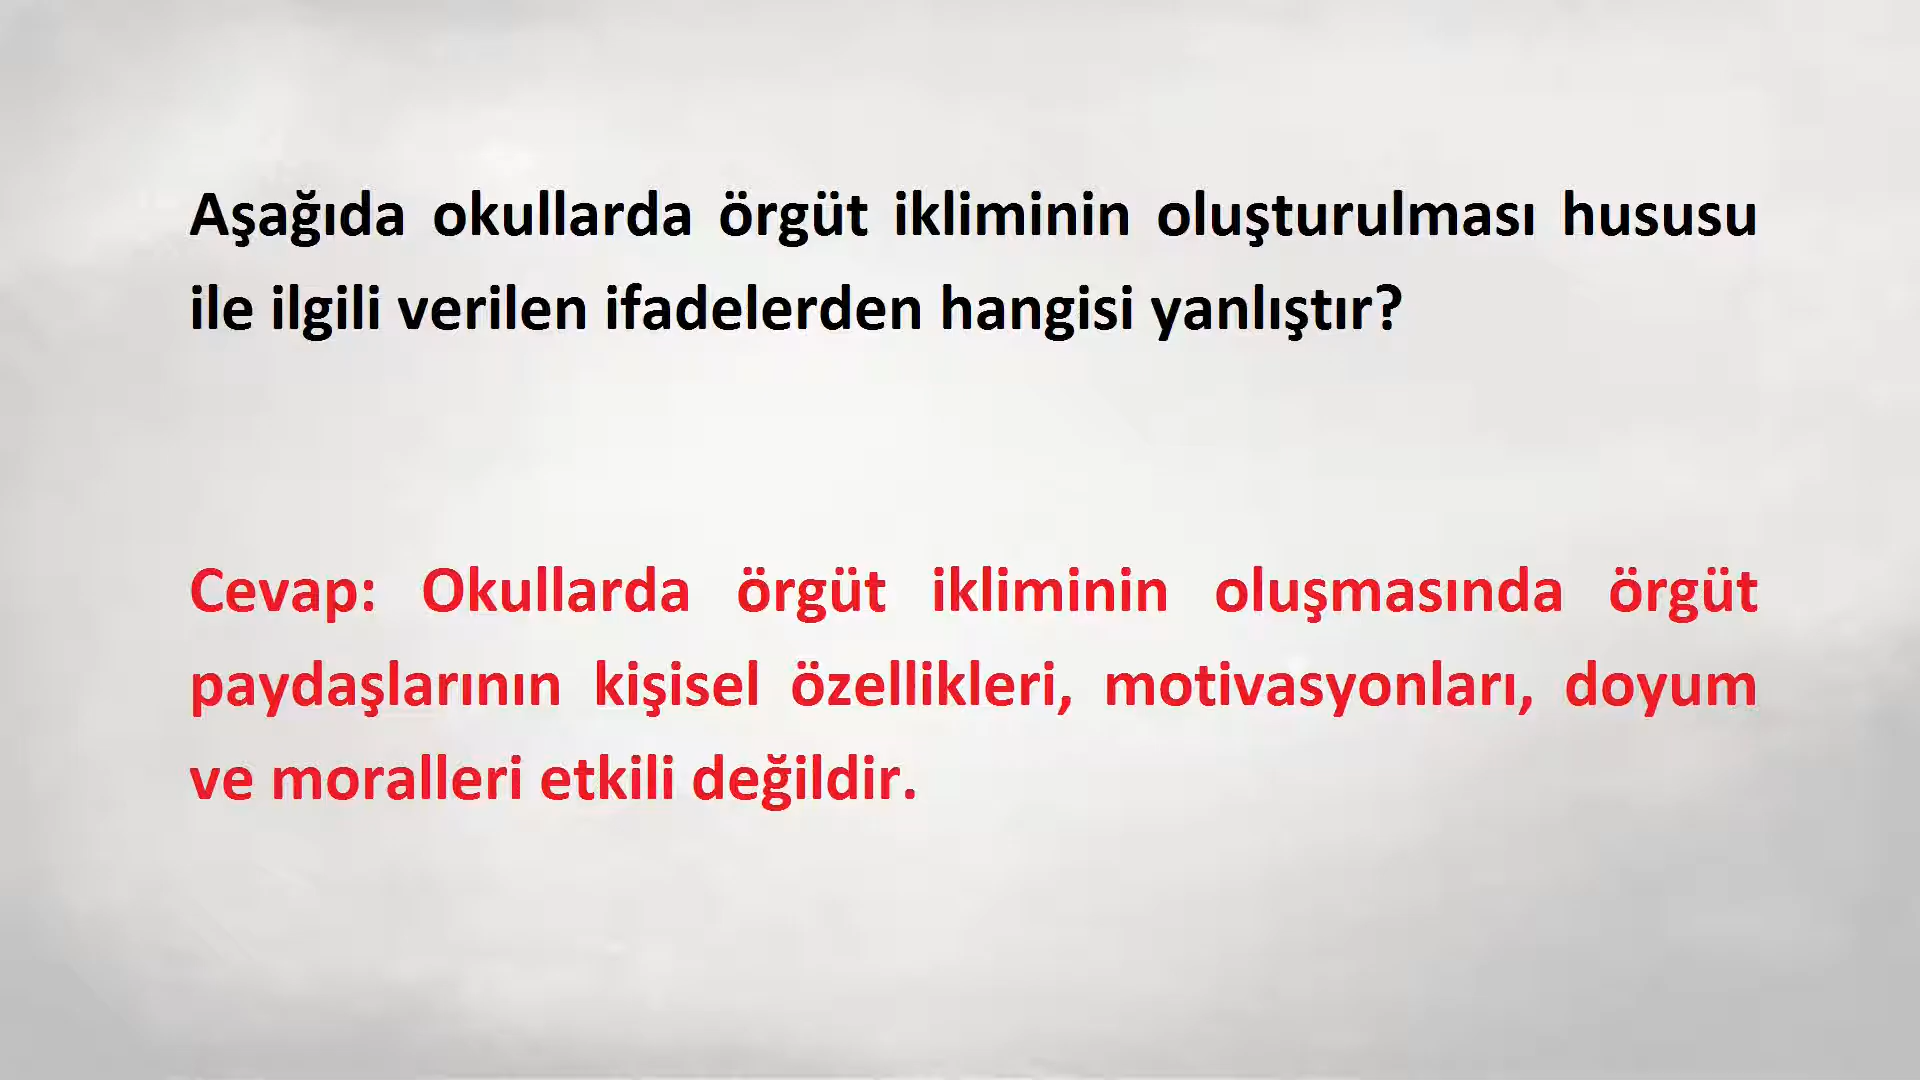 Aşağıda okullarda örgüt ikliminin oluşturulması hususu
ile ilgili verilen ifadelerden hangisi yanlıştır?
Cevap: Okullarda örgüt ikliminin oluşmasında örgüt
paydaşlarının kişisel özellikleri, motivasyonları, doyum
ve moralleri etkili değildir.